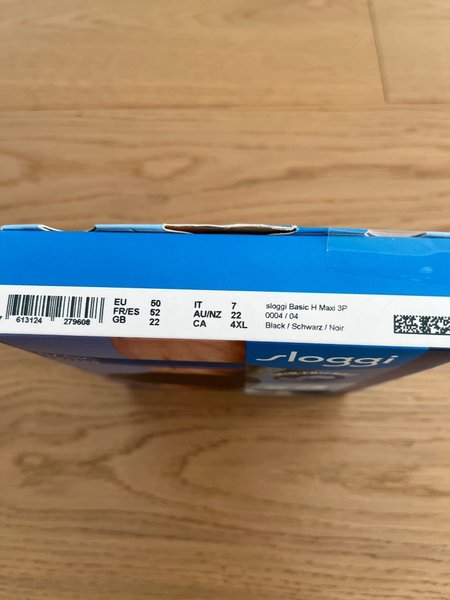 EU 50 IT 7 sloggi Basic H Maxi 3P
FR/ES 52 AU/NZ 22 0004 / 04
GB 22 CA 4XL Black / Schwarz / Noir
7 613124 279608
sloggi